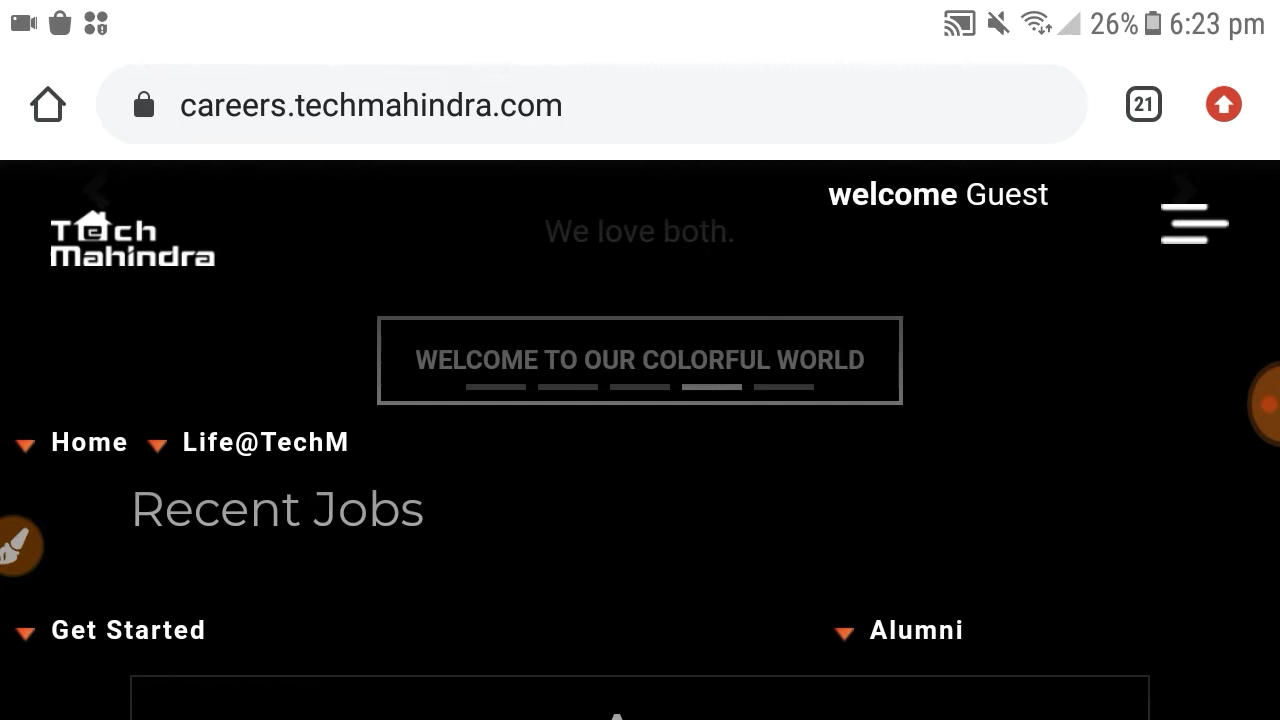 26% 6:23 pm
careers.techmahindra.com
21
welcome Guest
Tech
Mahindra
We love both.
WELCOME TO OUR COLORFUL WORLD
Home Life@TechM
Recent Jobs
Get Started Alumni